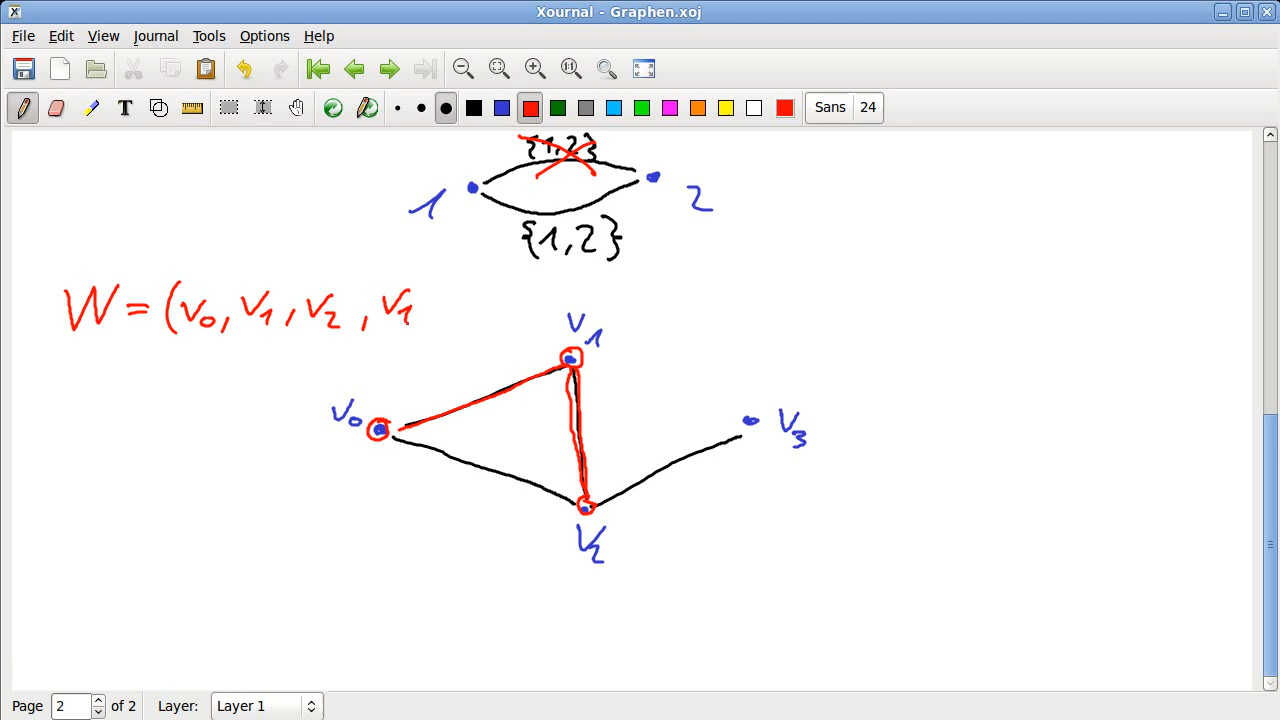 Xournal - Graphen.xoj
File Edit View Journal Tools Options Help
T Sans 24
{1,2}
1 2
{1,2}
W = (v₀, v₁, v₂, v₁
v₁
v₀
v₃
v₂
Page 2 of 2 Layer: Layer 1